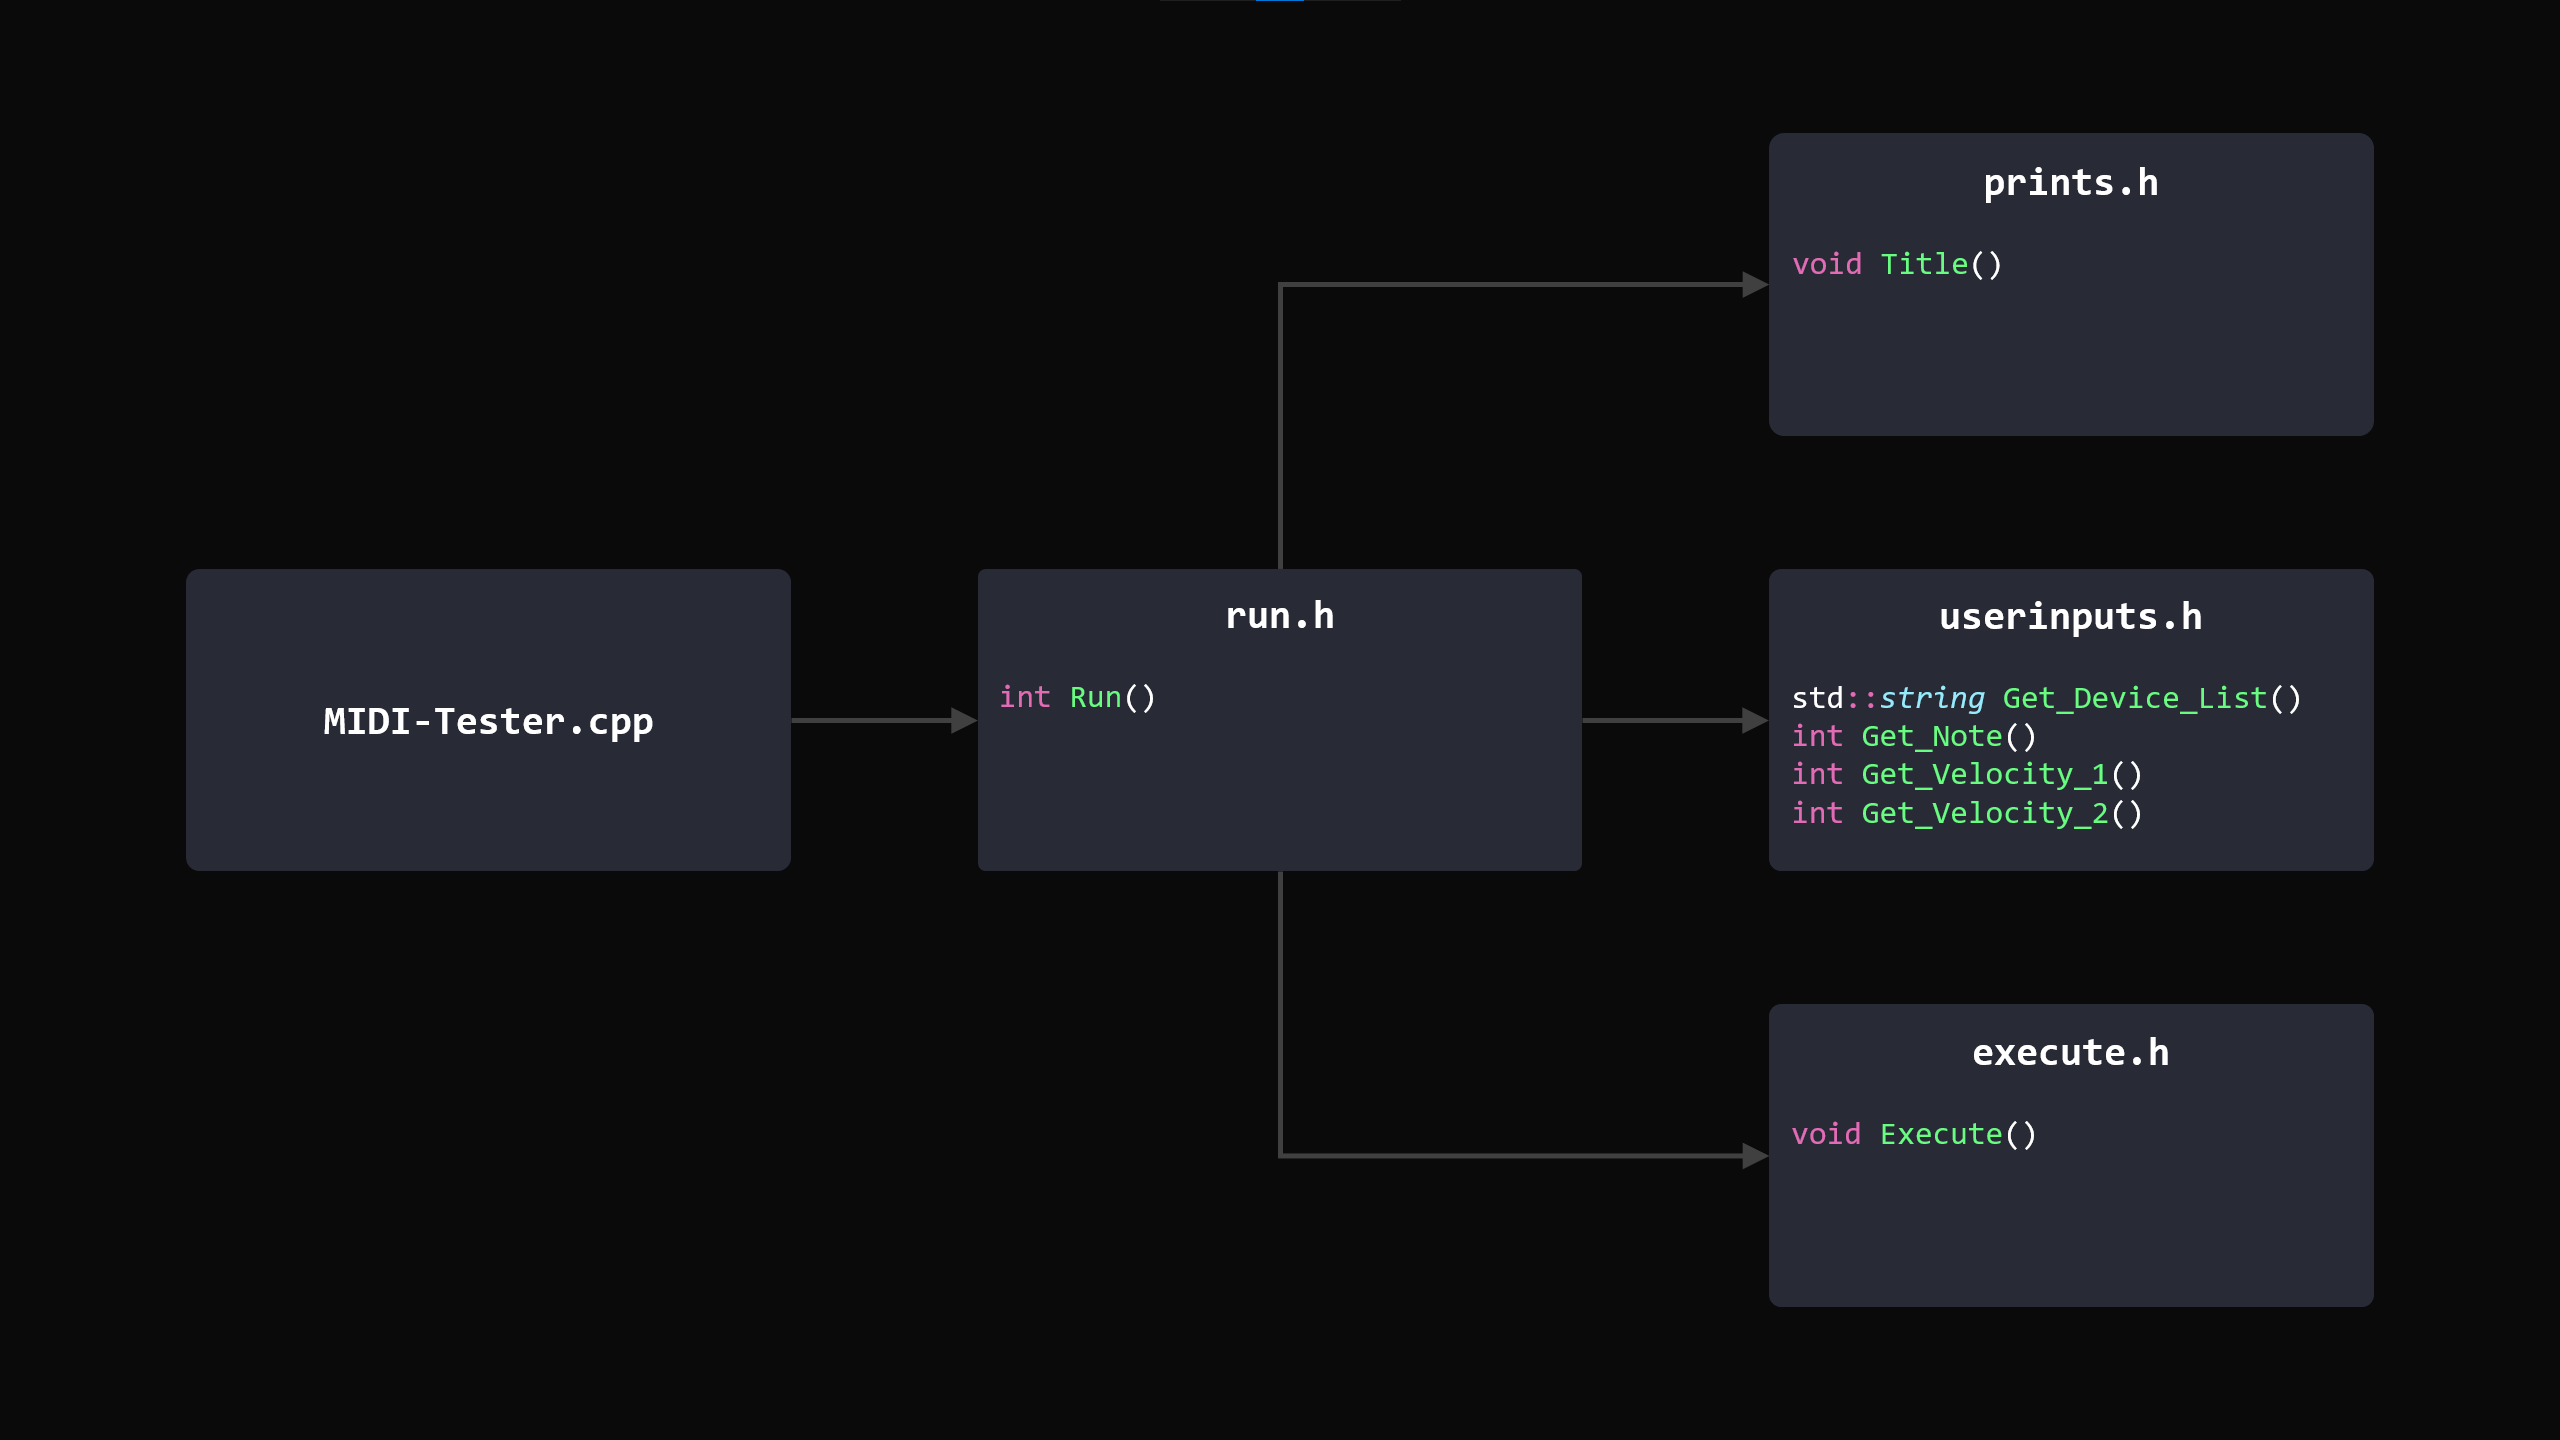 MIDI-Tester.cpp
run.h
int Run()
prints.h
void Title()
userinputs.h
std::string Get_Device_List()
int Get_Note()
int Get_Velocity_1()
int Get_Velocity_2()
execute.h
void Execute()